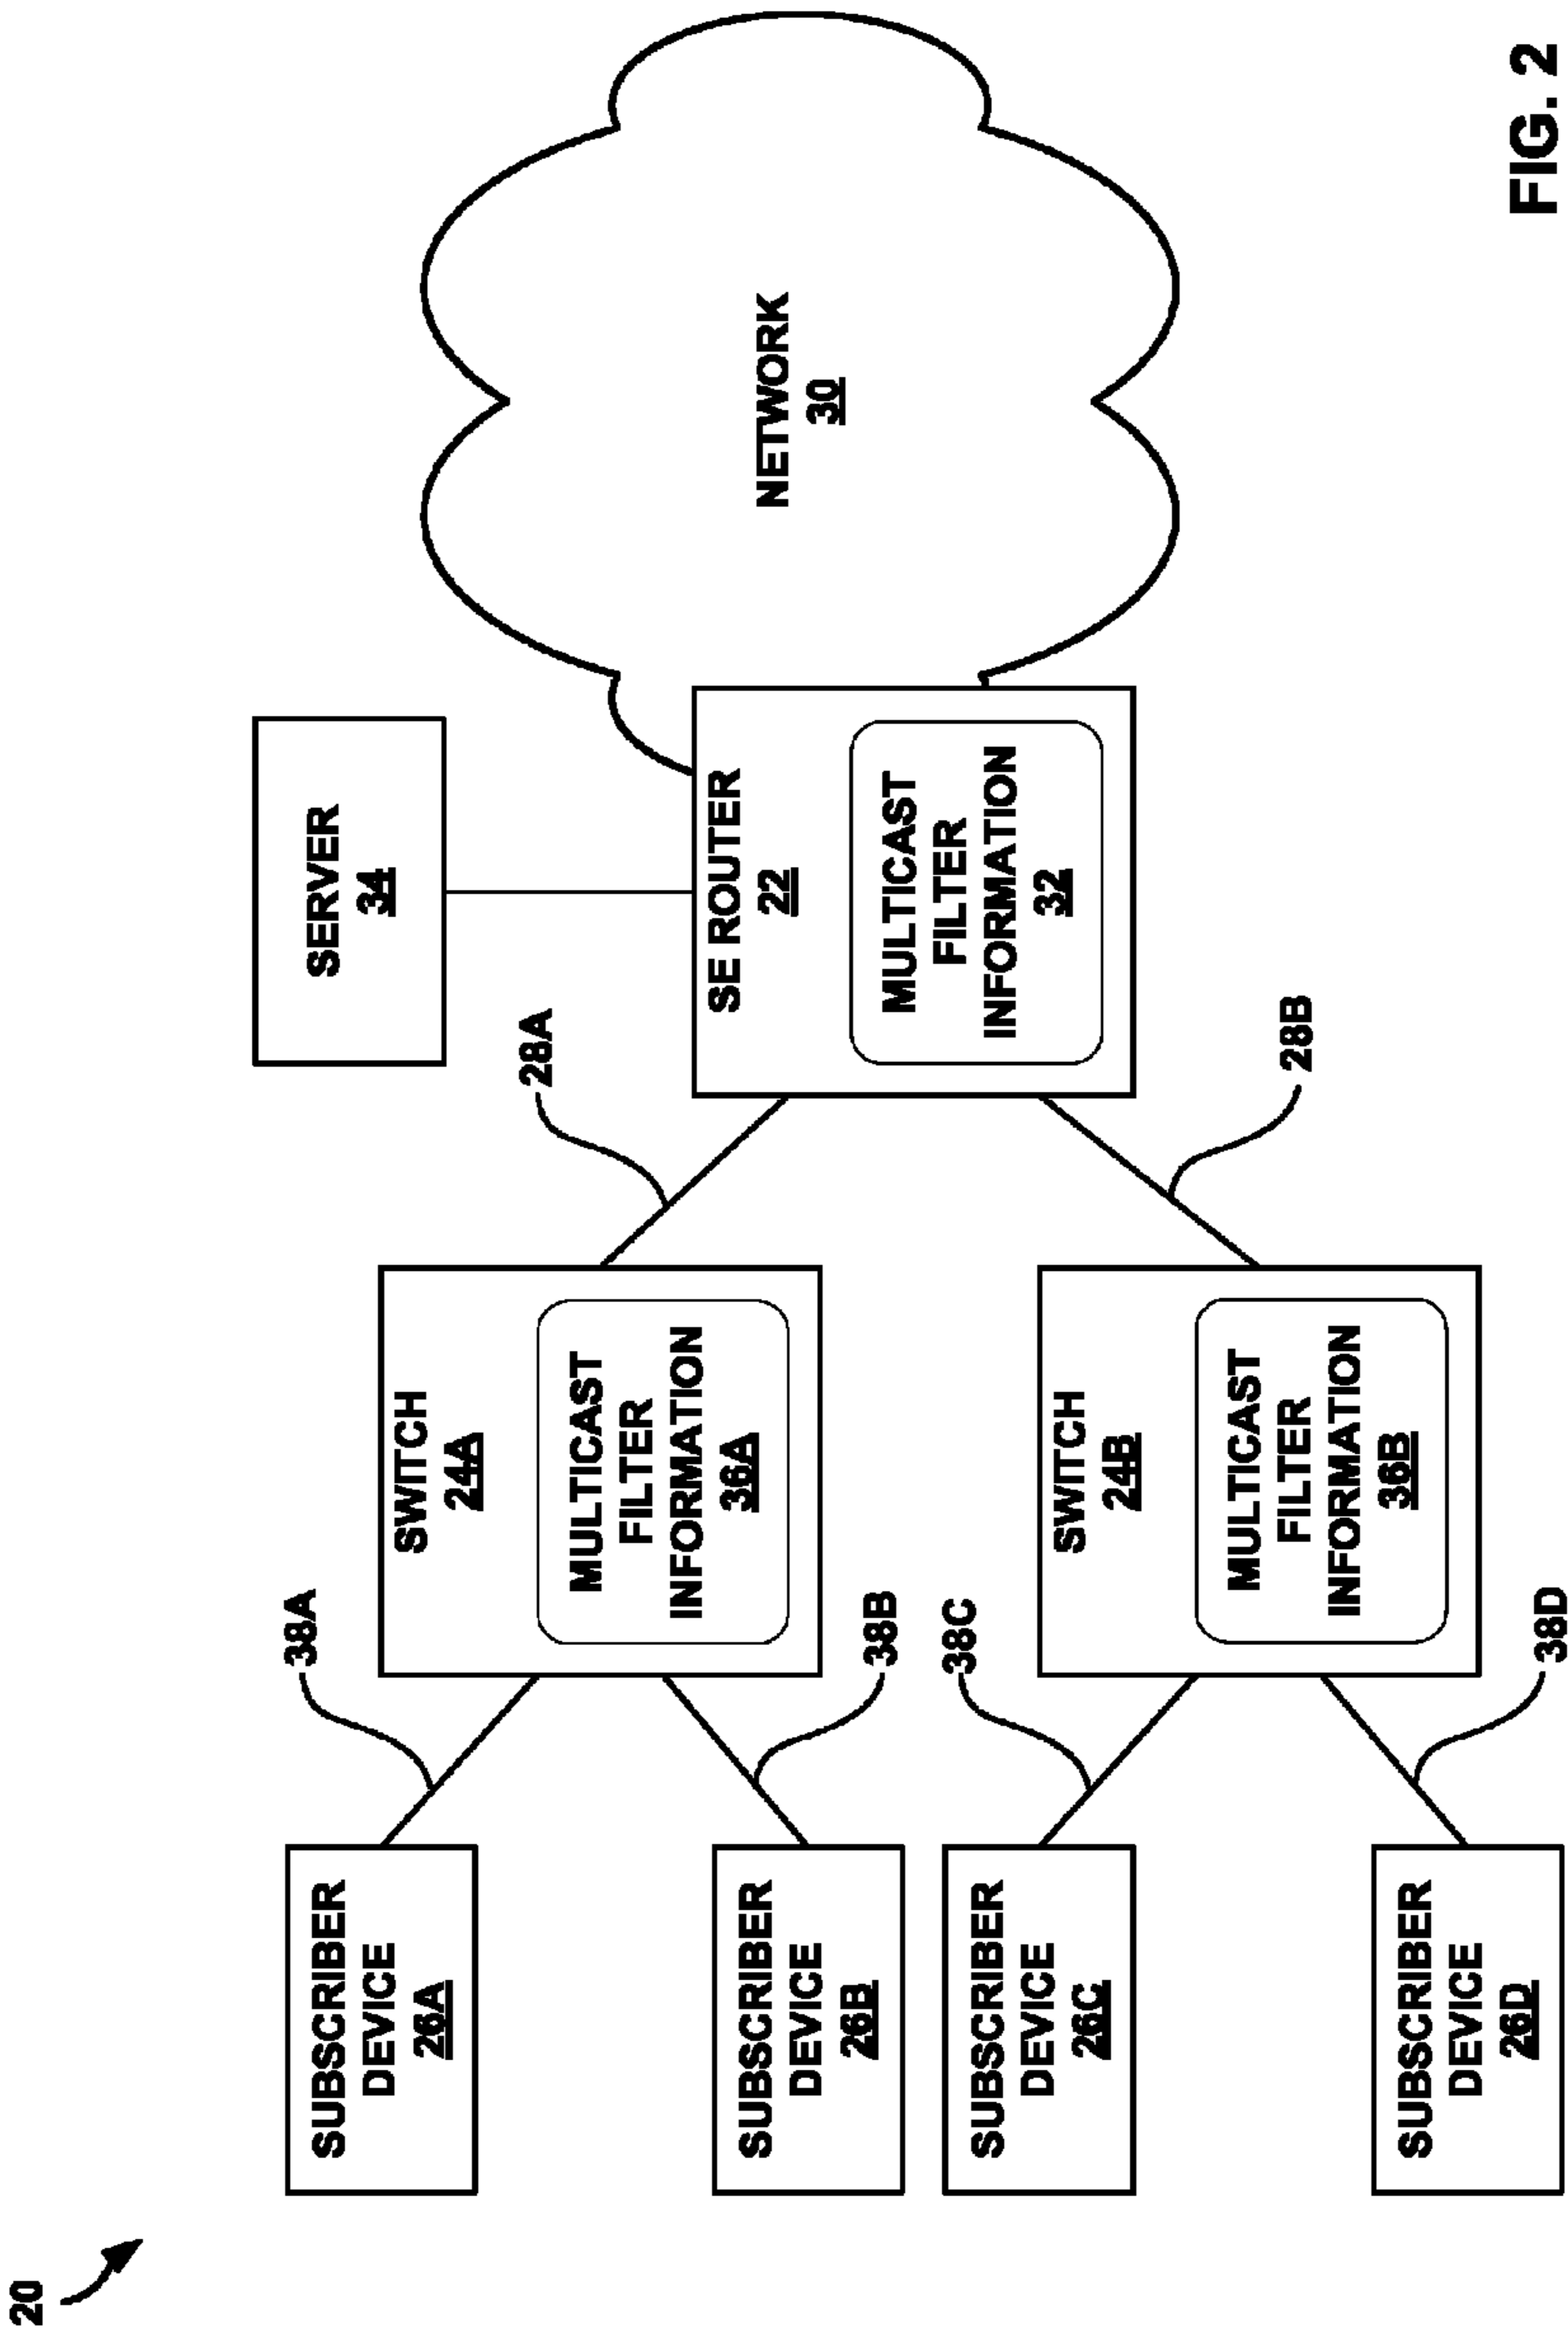 20
SERVER
34
28A
38A
SUBSCRIBER
DEVICE
26A
SWITCH
24A
MULTICAST
FILTER
INFORMATION
36A
38B
SUBSCRIBER
DEVICE
26B
SE ROUTER
22
MULTICAST
FILTER
INFORMATION
32
NETWORK
30
38C
SUBSCRIBER
DEVICE
26C
28B
SWITCH
24B
MULTICAST
FILTER
INFORMATION
36B
38D
SUBSCRIBER
DEVICE
26D
FIG. 2